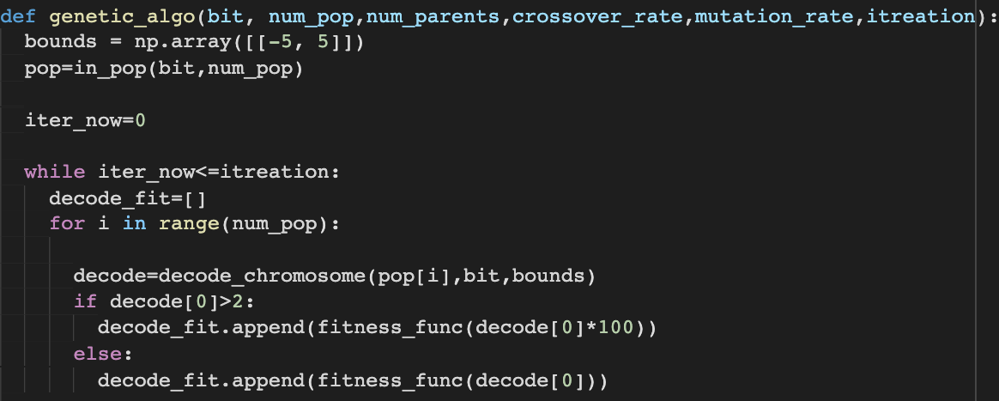 def genetic_algo(bit, num_pop,num_parents,crossover_rate,mutation_rate,itreation):
bounds = np.array([[-5, 5]])
pop=in_pop(bit,num_pop)
iter_now=0
while iter_now<=itreation:
decode_fit=[]
for i in range(num_pop):
decode=decode_chromosome(pop[i],bit,bounds)
if decode[0]>2:
decode_fit.append(fitness_func(decode[0]*100))
else:
decode_fit.append(fitness_func(decode[0]))